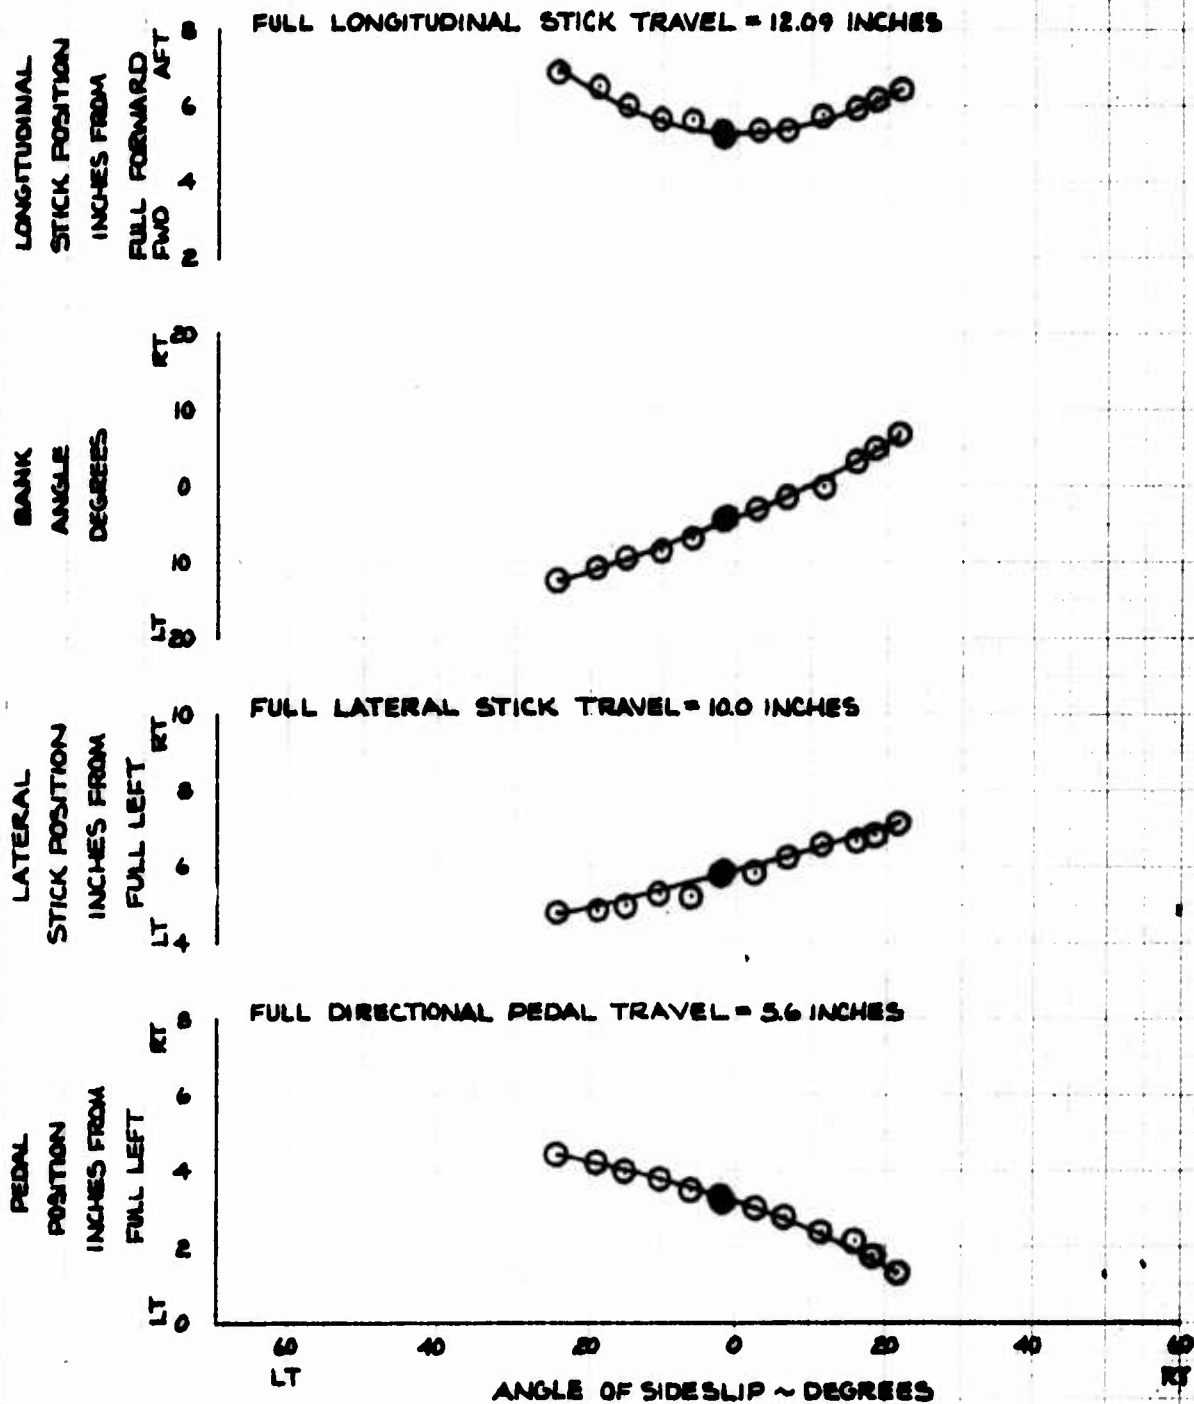 FULL LONGITUDINAL STICK TRAVEL = 12.09 INCHES
LONGITUDINAL
STICK POSITION
INCHES FROM
FULL FORWARD
FWD AFT
8
6
4
2
BANK
ANGLE
DEGREES
LT RT
20
10
0
10
20
FULL LATERAL STICK TRAVEL = 10.0 INCHES
LATERAL
STICK POSITION
INCHES FROM
FULL LEFT
LT RT
10
8
6
4
FULL DIRECTIONAL PEDAL TRAVEL = 5.6 INCHES
PEDAL
POSITION
INCHES FROM
FULL LEFT
LT RT
8
6
4
2
0
60 40 20 0 20 40 60
LT RT
ANGLE OF SIDESLIP ~ DEGREES